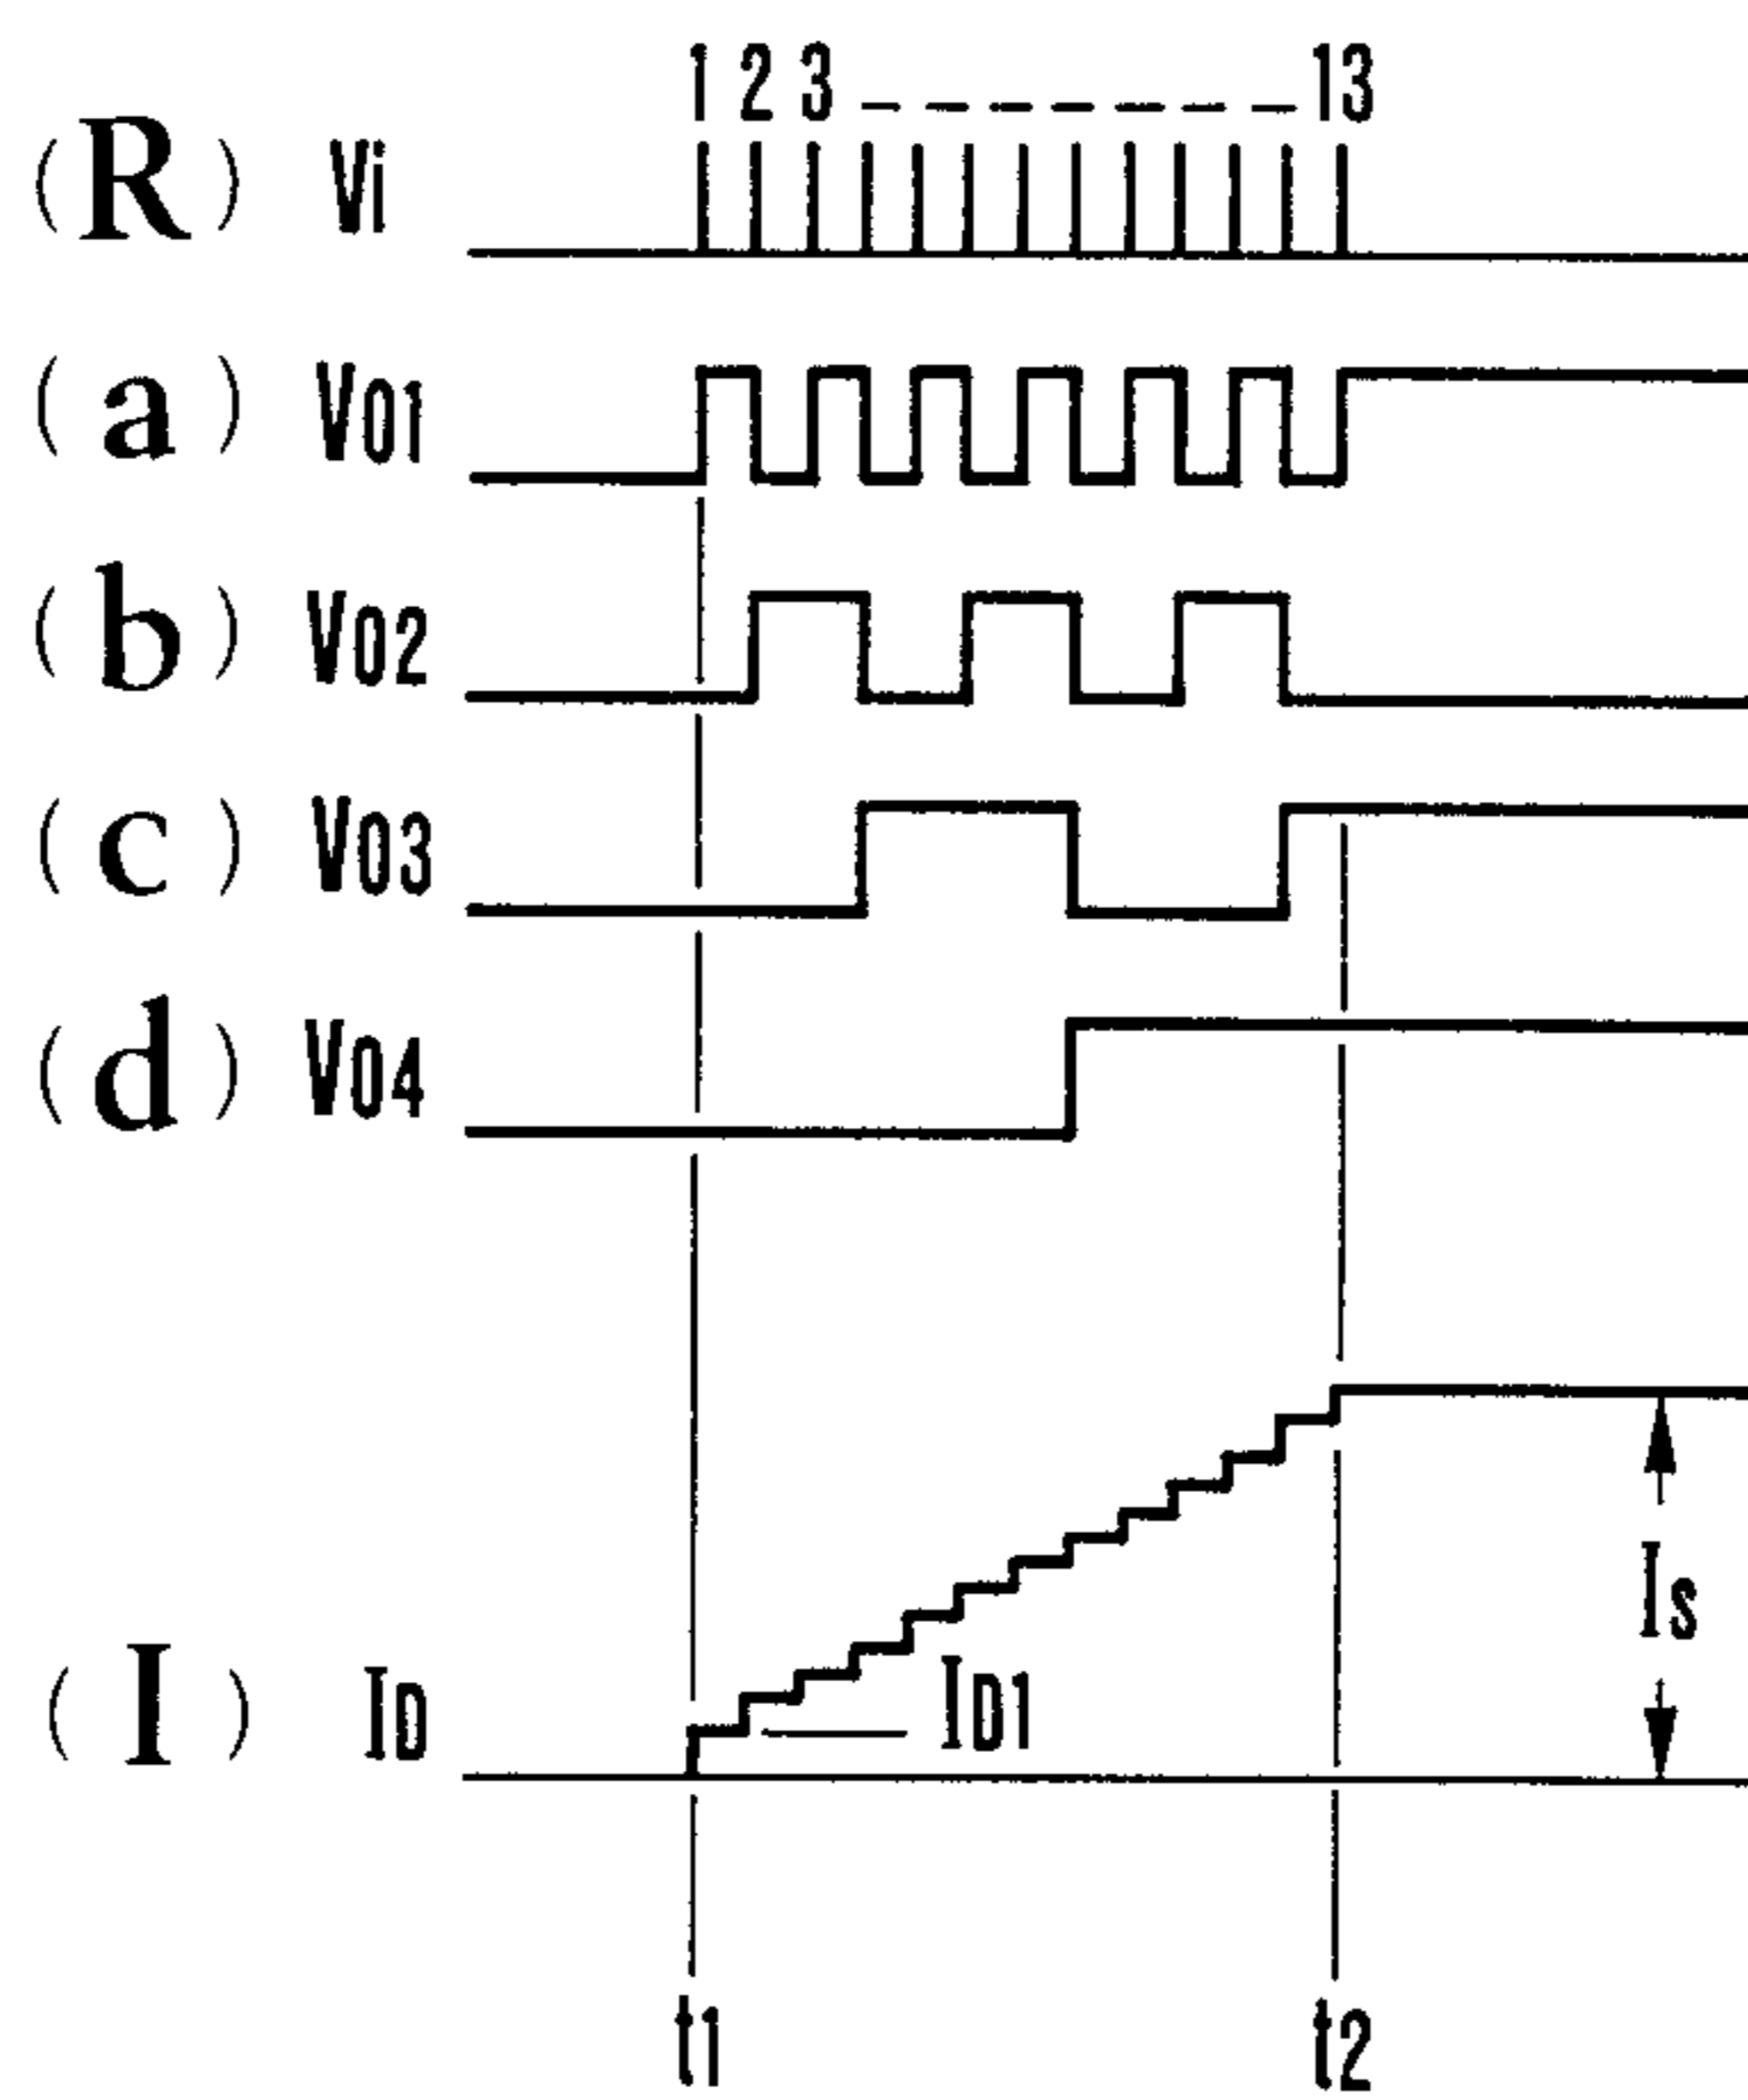 1 2 3 ------- 13
(R) Vi
(a) V01
(b) V02
(c) V03
(d) V04
Is
(I) ID ID1
t1 t2